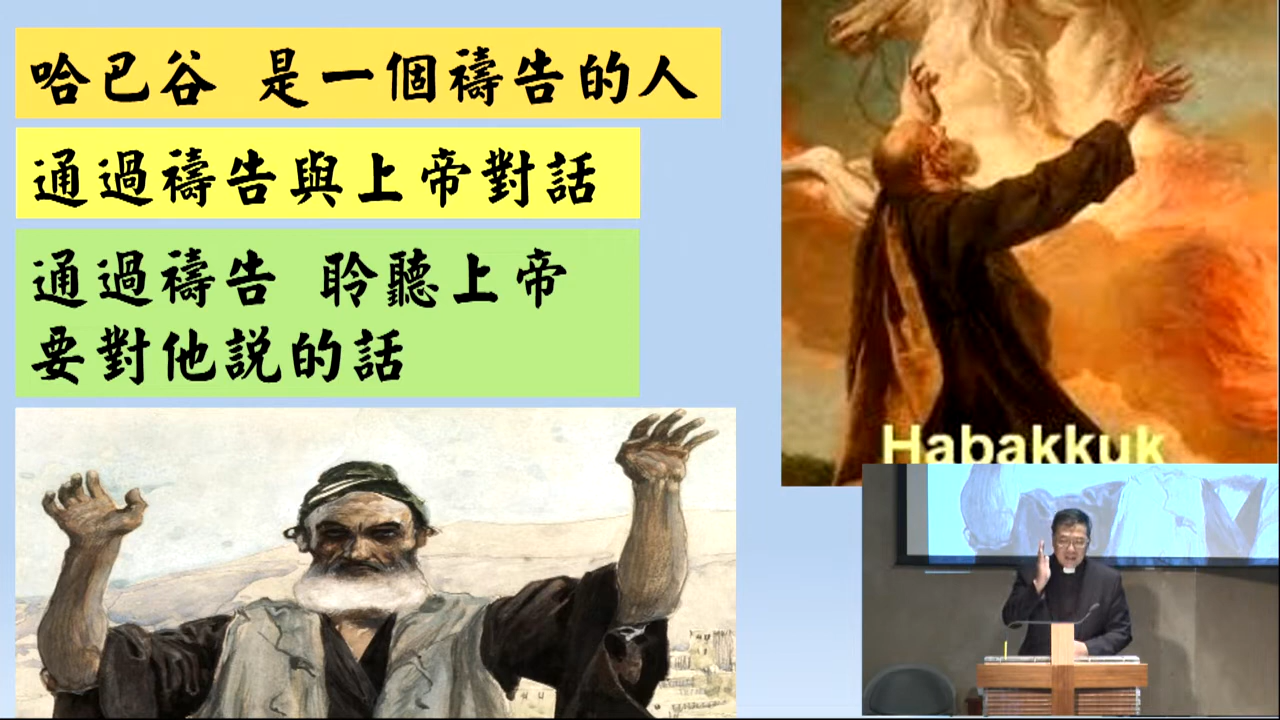 哈巴谷 是一個禱告的人
通過禱告與上帝對話
通過禱告 聆聽上帝
要對他説的話
Habakkuk